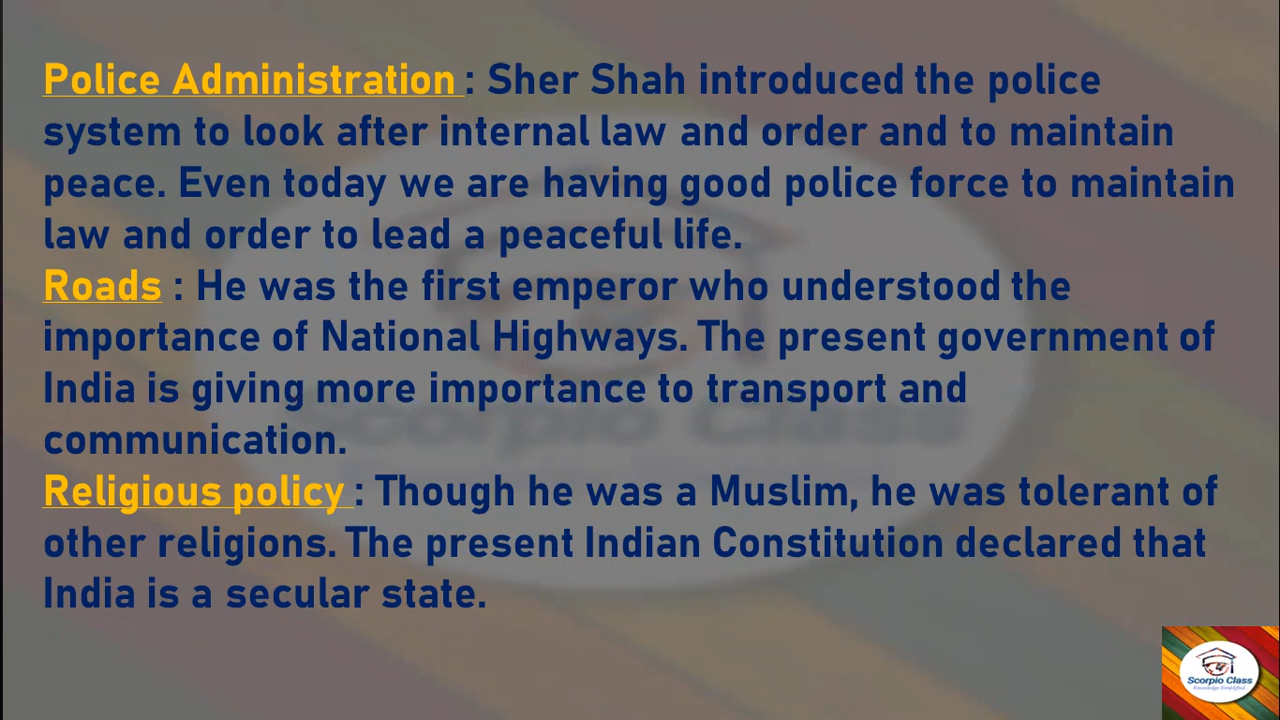 Police Administration : Sher Shah introduced the police
system to look after internal law and order and to maintain
peace. Even today we are having good police force to maintain
law and order to lead a peaceful life.
Roads : He was the first emperor who understood the
importance of National Highways. The present government of
India is giving more importance to transport and
communication.
Religious policy : Though he was a Muslim, he was tolerant of
other religions. The present Indian Constitution declared that
India is a secular state.
Scorpio Class
Scorpio Class
Knowledge Simplified...